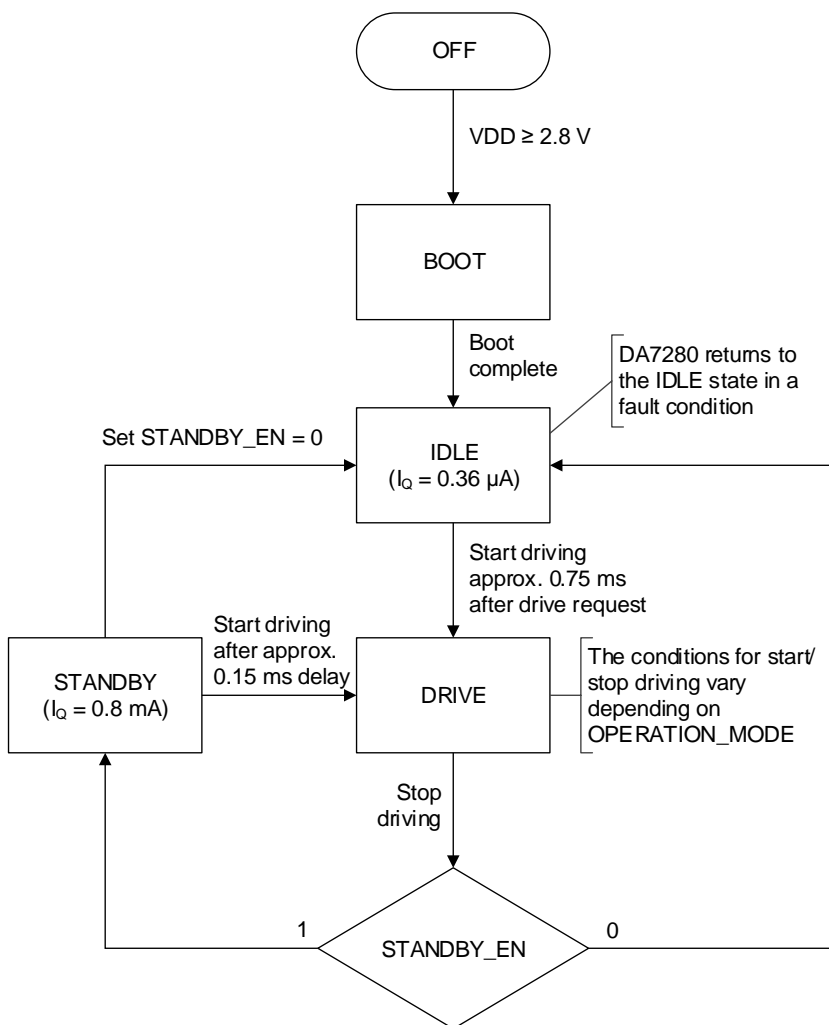 OFF
VDD ≥ 2.8 V
BOOT
Boot
complete
DA7280 returns to
the IDLE state in a
fault condition
Set STANDBY_EN = 0
IDLE
(IQ = 0.36 µA)
Start driving
approx. 0.75 ms
after drive request
Start driving
after approx.
0.15 ms delay
STANDBY
(IQ = 0.8 mA)
DRIVE
The conditions for start/
stop driving vary
depending on
OPERATION_MODE
Stop
driving
1
STANDBY_EN
0